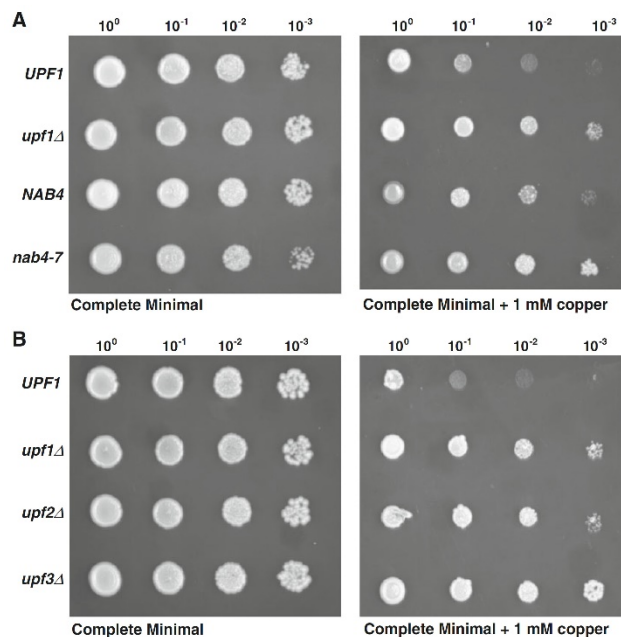 A
10⁰ 10⁻¹ 10⁻² 10⁻³ 10⁰ 10⁻¹ 10⁻² 10⁻³
UPF1
upf1Δ
NAB4
nab4-7
Complete Minimal Complete Minimal + 1 mM copper
B
10⁰ 10⁻¹ 10⁻² 10⁻³ 10⁰ 10⁻¹ 10⁻² 10⁻³
UPF1
upf1Δ
upf2Δ
upf3Δ
Complete Minimal Complete Minimal + 1 mM copper